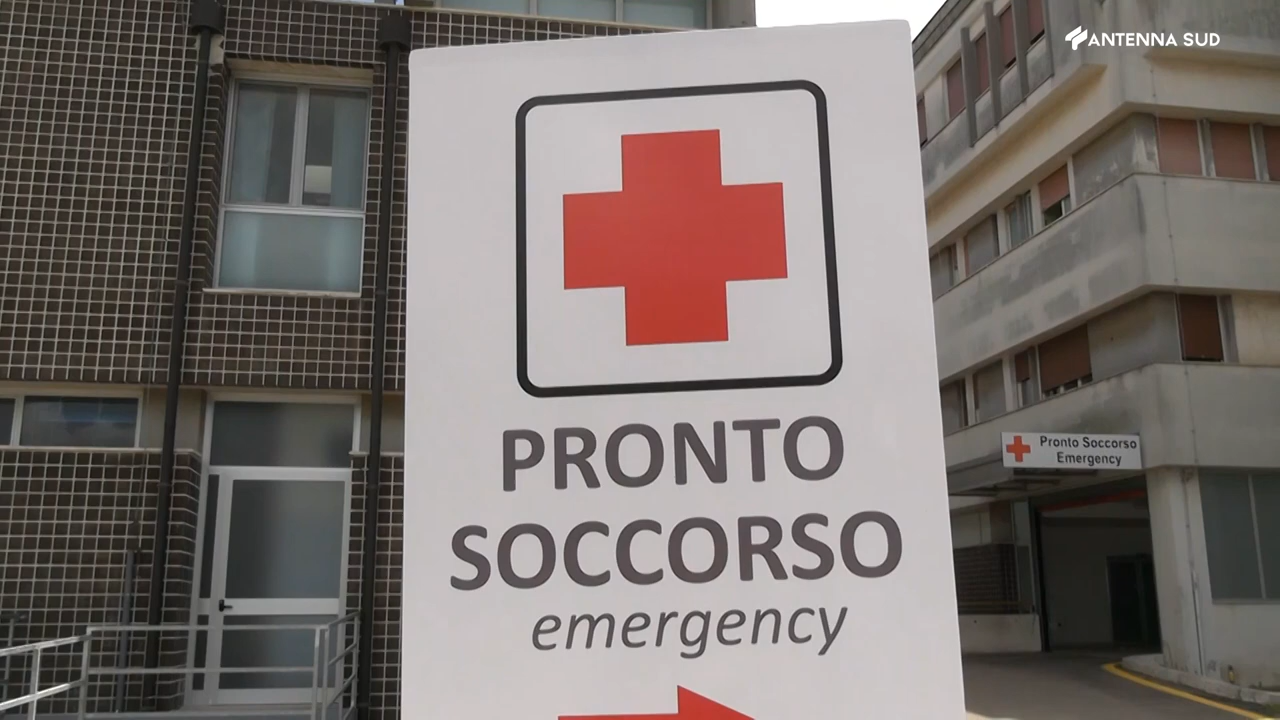 ANTENNA SUD
PRONTO
SOCCORSO
emergency
Pronto Soccorso
Emergency